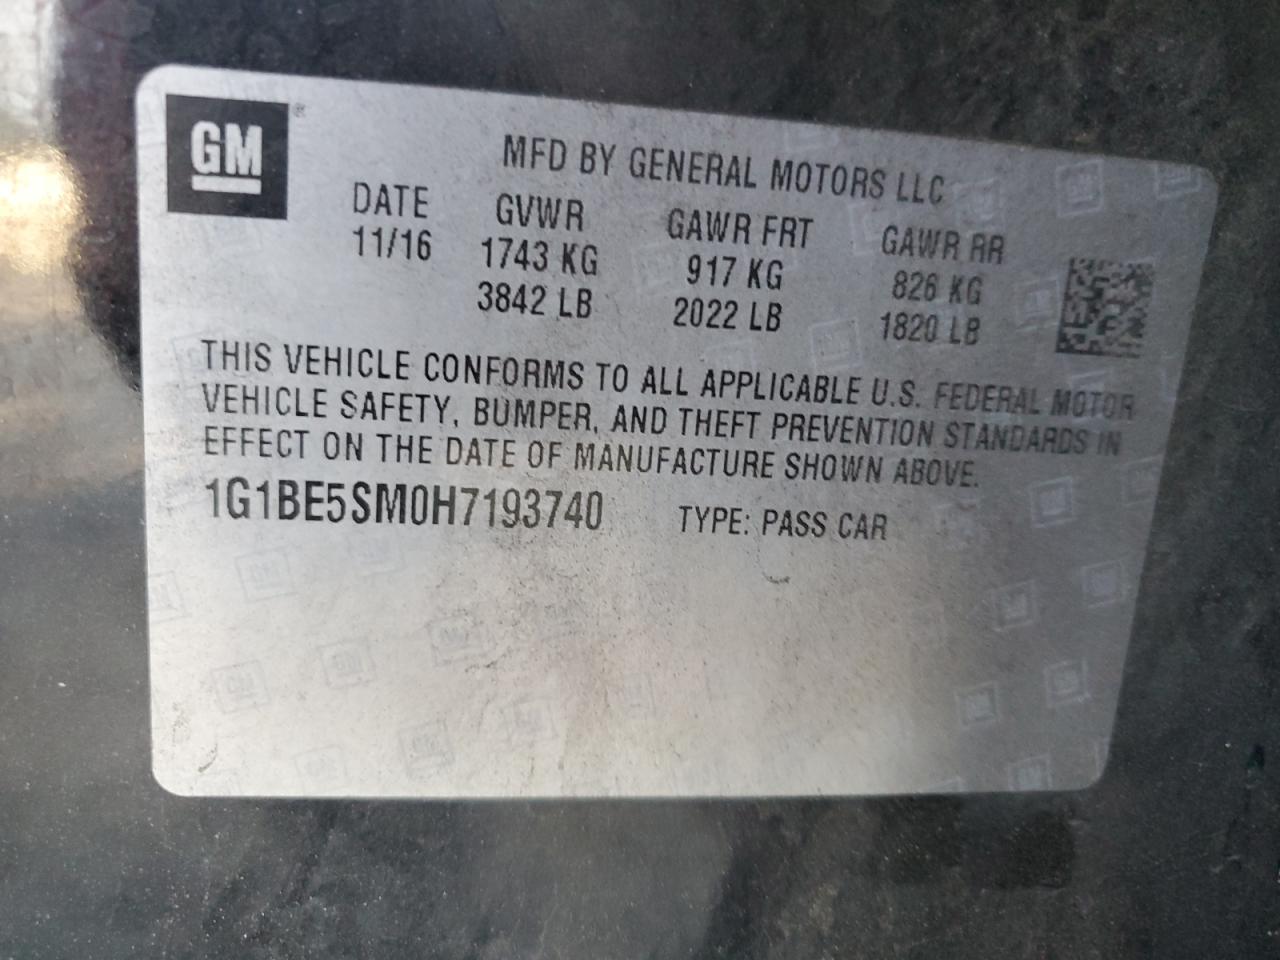 GM ®
MFD BY GENERAL MOTORS LLC
DATE GVWR GAWR FRT GAWR RR
11/16 1743 KG 917 KG 826 KG
3842 LB 2022 LB 1820 LB
THIS VEHICLE CONFORMS TO ALL APPLICABLE U.S. FEDERAL MOTOR
VEHICLE SAFETY, BUMPER, AND THEFT PREVENTION STANDARDS IN
EFFECT ON THE DATE OF MANUFACTURE SHOWN ABOVE.
1G1BE5SM0H7193740 TYPE: PASS CAR